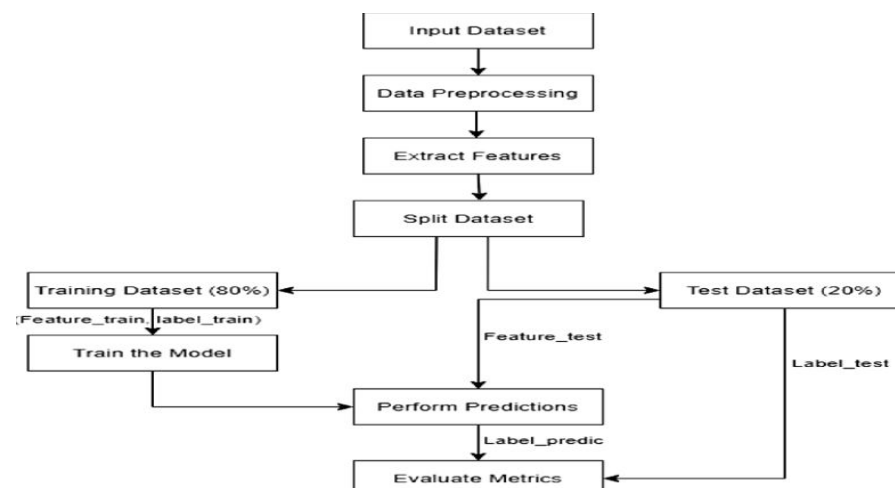 Input Dataset
Data Preprocessing
Extract Features
Split Dataset
Training Dataset (80%)
Test Dataset (20%)
(Feature_train, label_train)
Feature_test
Train the Model
Label_test
Perform Predictions
Label_predic
Evaluate Metrics